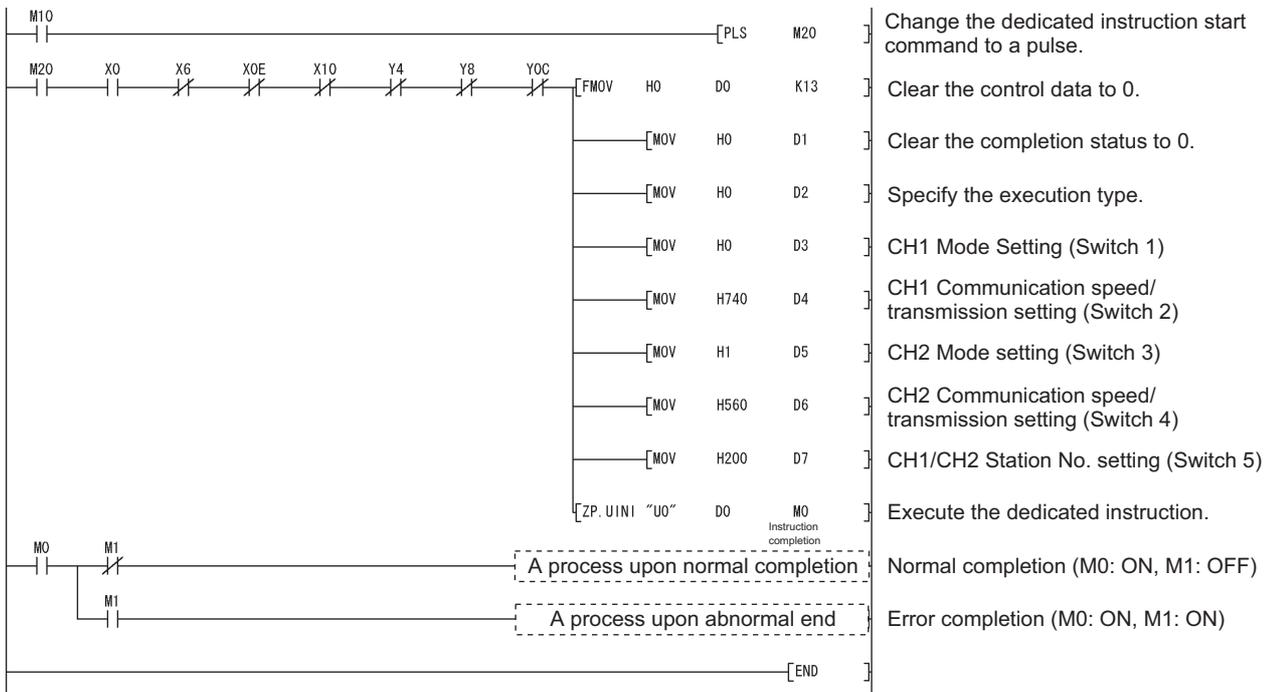 M10
[PLS M20 ] Change the dedicated instruction start
command to a pulse.
M20 X0 X6 X0E X10 Y4 Y8 Y0C
[FMOV H0 D0 K13 ] Clear the control data to 0.
[MOV H0 D1 ] Clear the completion status to 0.
[MOV H0 D2 ] Specify the execution type.
[MOV H0 D3 ] CH1 Mode Setting (Switch 1)
[MOV H740 D4 ] CH1 Communication speed/
transmission setting (Switch 2)
[MOV H1 D5 ] CH2 Mode setting (Switch 3)
[MOV H560 D6 ] CH2 Communication speed/
transmission setting (Switch 4)
[MOV H200 D7 ] CH1/CH2 Station No. setting (Switch 5)
[ZP.UINI "U0" D0 M0 ] Execute the dedicated instruction.
Instruction
completion
M0 M1
A process upon normal completion Normal completion (M0: ON, M1: OFF)
M1
A process upon abnormal end Error completion (M0: ON, M1: ON)
[END ]